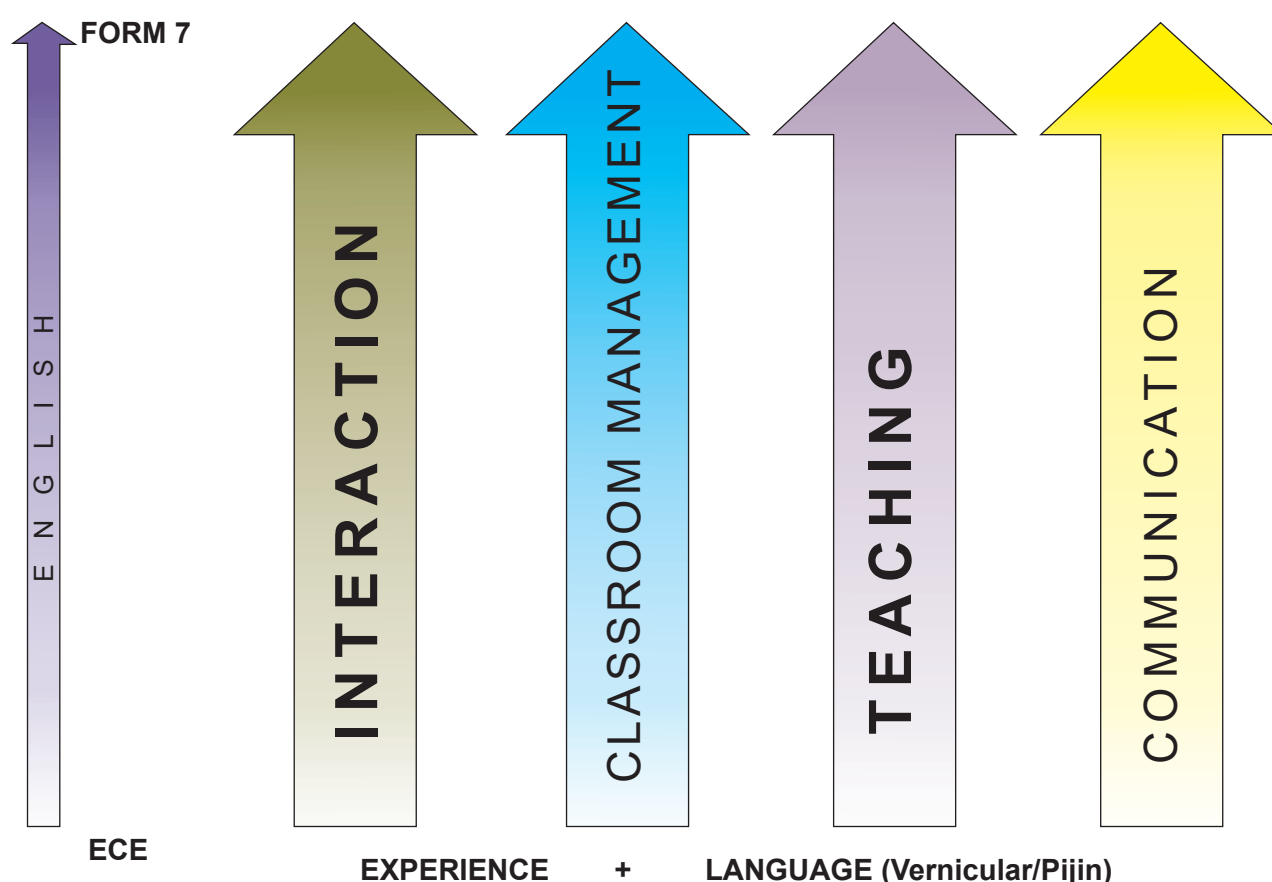 FORM 7
ENGLISH
INTERACTION
CLASSROOM MANAGEMENT
TEACHING
COMMUNICATION
ECE
EXPERIENCE + LANGUAGE (Vernicular/Pijin)